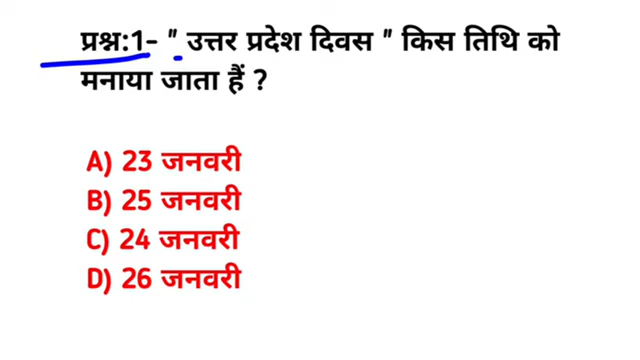 प्रश्न:1- " उत्तर प्रदेश दिवस " किस तिथि को
मनाया जाता हैं ?
A) 23 जनवरी
B) 25 जनवरी
C) 24 जनवरी
D) 26 जनवरी